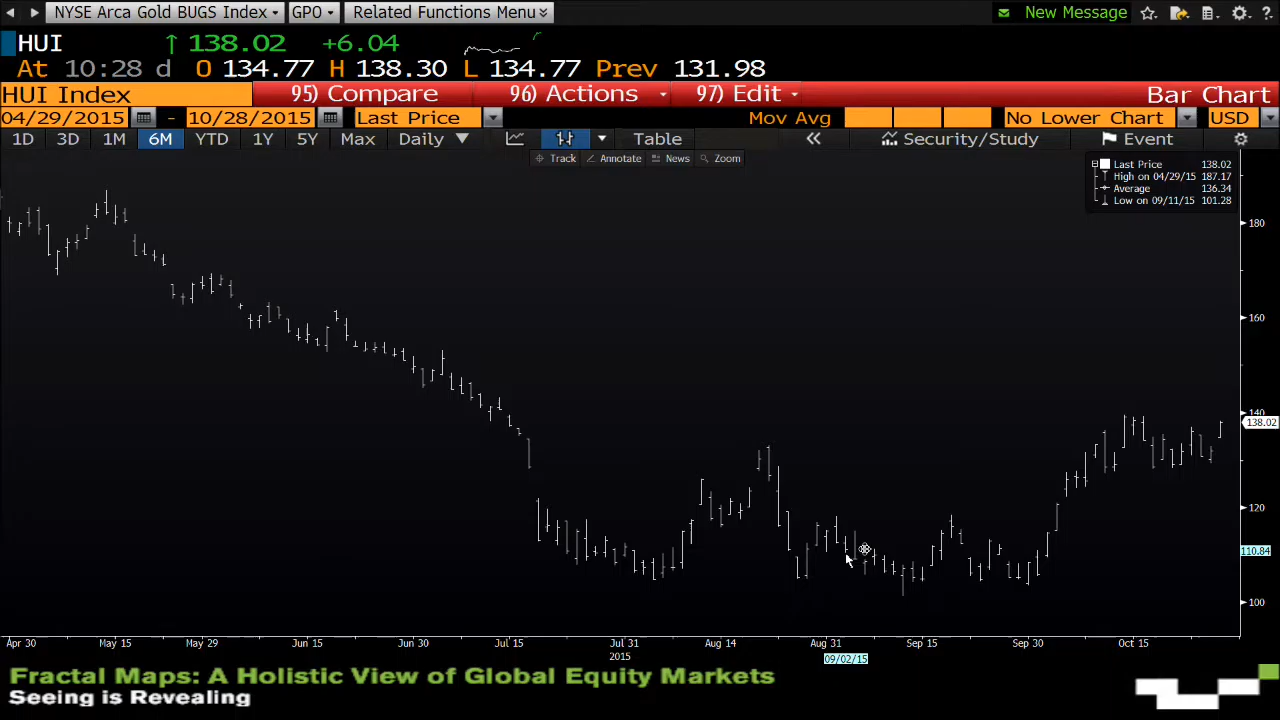 NYSE Arca Gold BUGS Index GPO Related Functions Menu New Message ?
HUI ↑ 138.02 +6.04
At 10:28 d O 134.77 H 138.30 L 134.77 Prev 131.98
HUI Index 95) Compare 96) Actions 97) Edit Bar Chart
04/29/2015 - 10/28/2015 Last Price Mov Avg No Lower Chart USD
1D 3D 1M 6M YTD 1Y 5Y Max Daily Table Security/Study Event
Track Annotate News Zoom
Last Price 138.02
High on 04/29/15 187.17
Average 136.34
Low on 09/11/15 101.28
180
160
140
138.02
120
110.84
100
Apr 30 May 15 May 29 Jun 15 Jun 30 Jul 15 Jul 31 Aug 14 Aug 31 Sep 15 Sep 30 Oct 15
2015 09/02/15
Fractal Maps: A Holistic View of Global Equity Markets
Seeing is Revealing